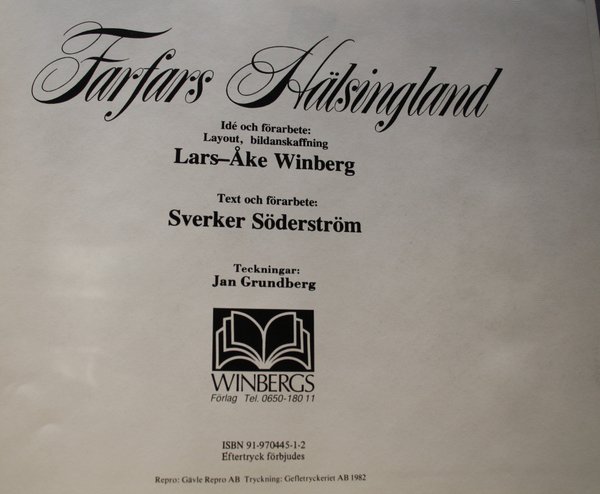 Farfars Hälsingland
Idé och förarbete:
Layout, bildanskaffning
Lars–Åke Winberg
Text och förarbete:
Sverker Söderström
Teckningar:
Jan Grundberg
WINBERGS
Förlag Tel. 0650-180 11
ISBN 91-970445-1-2
Eftertryck förbjudes
Repro: Gävle Repro AB Tryckning: Gefletryckeriet AB 1982